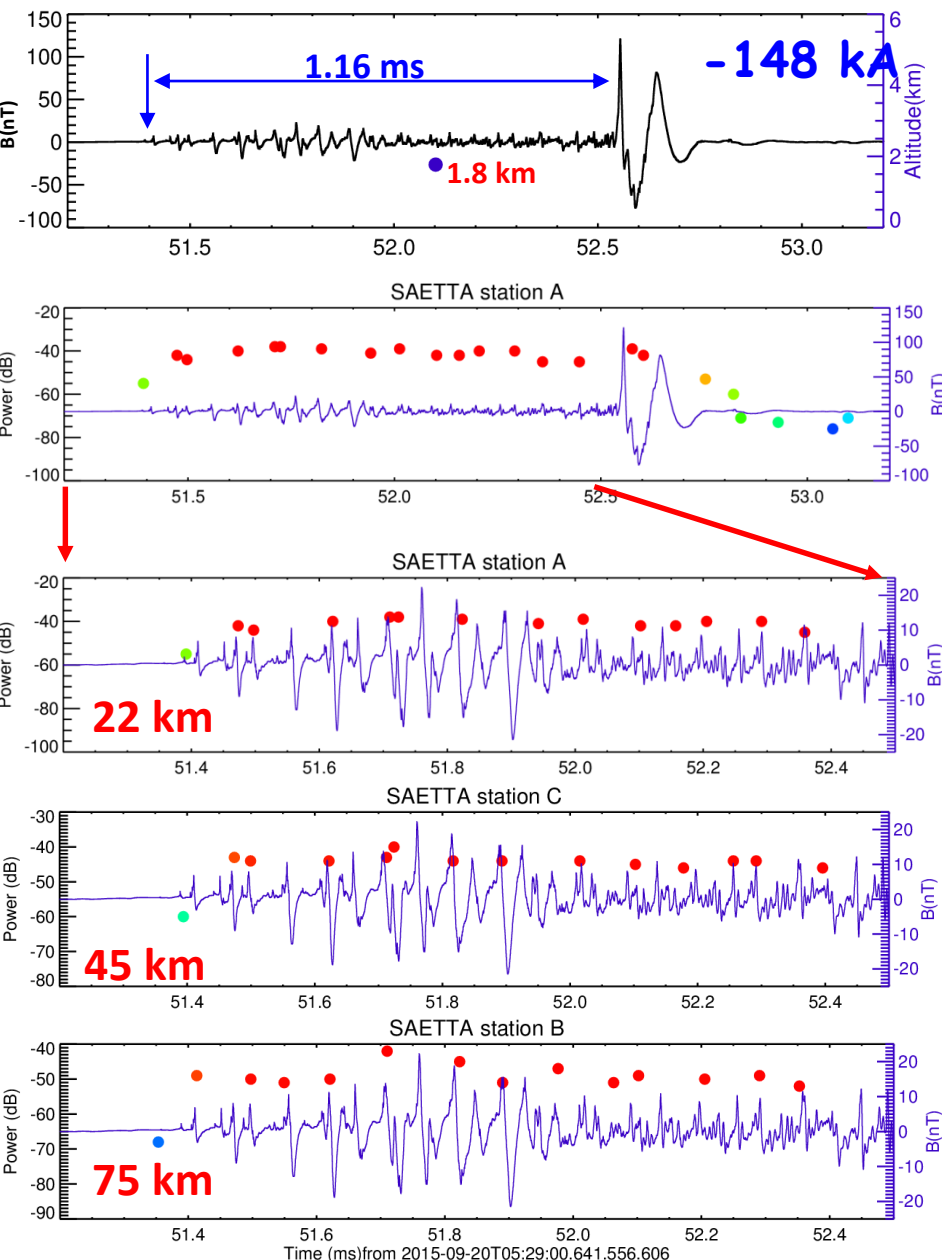 150
100
50
0
-50
-100
B(nT)
1.16 ms
-148 kA
1.8 km
6
4
2
0
Altitude(km)
51.5 52.0 52.5 53.0
SAETTA station A
-20
-40
-60
-80
-100
Power (dB)
150
100
50
0
-50
-100
B(nT)
51.5 52.0 52.5 53.0
SAETTA station A
-20
-40
-60
-80
-100
Power (dB)
22 km
20
10
0
-10
-20
B(nT)
51.4 51.6 51.8 52.0 52.2 52.4
SAETTA station C
-30
-40
-50
-60
-70
-80
Power (dB)
45 km
20
10
0
-10
-20
B(nT)
51.4 51.6 51.8 52.0 52.2 52.4
SAETTA station B
-40
-50
-60
-70
-80
-90
Power (dB)
75 km
20
10
0
-10
-20
B(nT)
51.4 51.6 51.8 52.0 52.2 52.4
Time (ms)from 2015-09-20T05:29:00.641.556.606